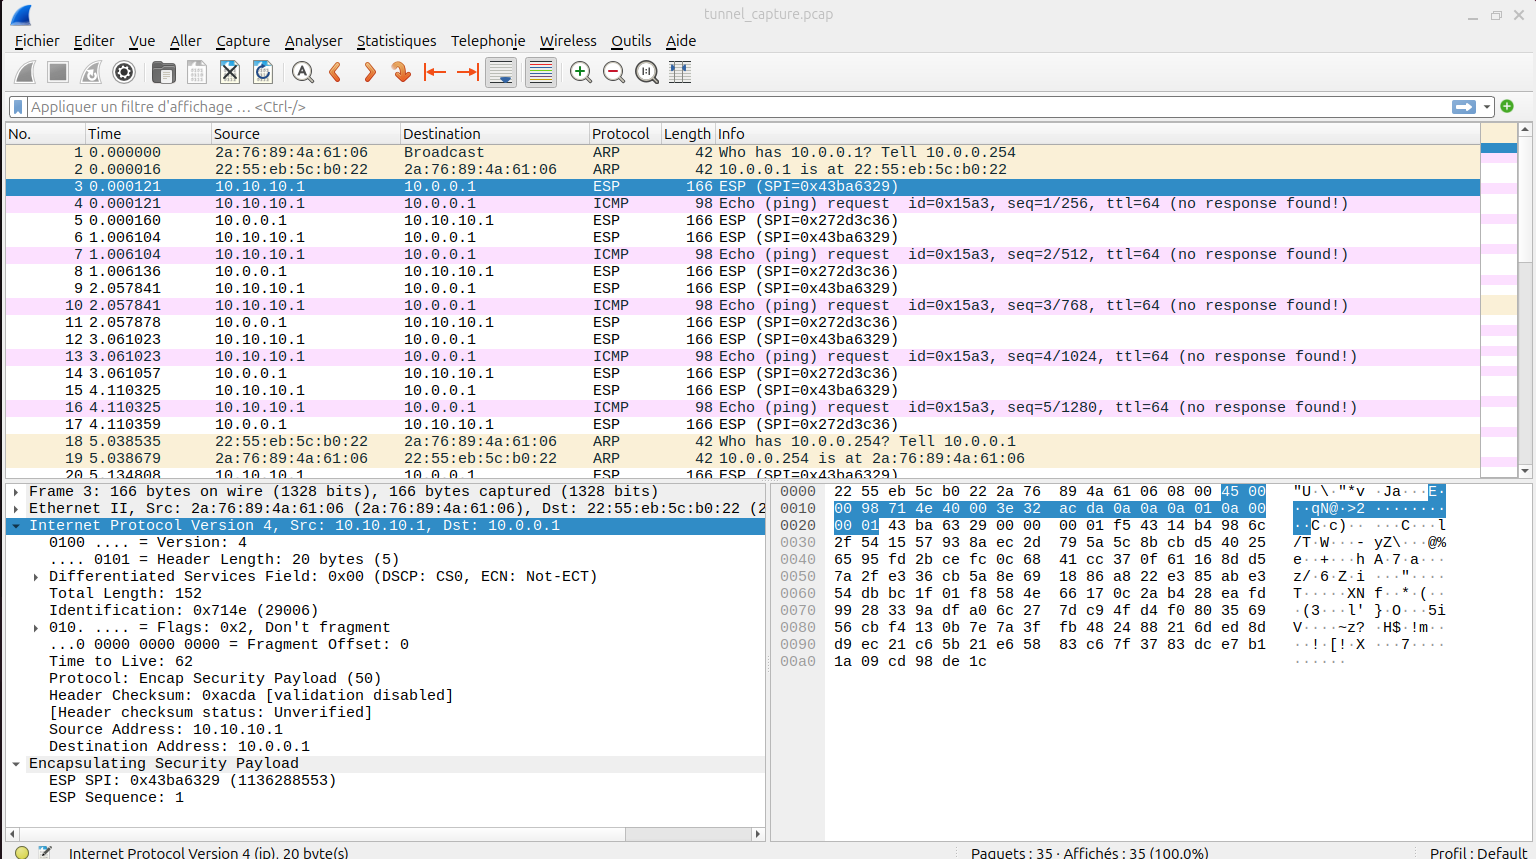 tunnel_capture.pcap
Fichier Editer Vue Aller Capture Analyser Statistiques Telephonie Wireless Outils Aide
Appliquer un filtre d'affichage … <Ctrl-/>
No. Time Source Destination Protocol Length Info
1 0.000000 2a:76:89:4a:61:06 Broadcast ARP 42 Who has 10.0.0.1? Tell 10.0.0.254
2 0.000016 22:55:eb:5c:b0:22 2a:76:89:4a:61:06 ARP 42 10.0.0.1 is at 22:55:eb:5c:b0:22
3 0.000121 10.10.10.1 10.0.0.1 ESP 166 ESP (SPI=0x43ba6329)
4 0.000121 10.10.10.1 10.0.0.1 ICMP 98 Echo (ping) request id=0x15a3, seq=1/256, ttl=64 (no response found!)
5 0.000160 10.0.0.1 10.10.10.1 ESP 166 ESP (SPI=0x272d3c36)
6 1.006104 10.10.10.1 10.0.0.1 ESP 166 ESP (SPI=0x43ba6329)
7 1.006104 10.10.10.1 10.0.0.1 ICMP 98 Echo (ping) request id=0x15a3, seq=2/512, ttl=64 (no response found!)
8 1.006136 10.0.0.1 10.10.10.1 ESP 166 ESP (SPI=0x272d3c36)
9 2.057841 10.10.10.1 10.0.0.1 ESP 166 ESP (SPI=0x43ba6329)
10 2.057841 10.10.10.1 10.0.0.1 ICMP 98 Echo (ping) request id=0x15a3, seq=3/768, ttl=64 (no response found!)
11 2.057878 10.0.0.1 10.10.10.1 ESP 166 ESP (SPI=0x272d3c36)
12 3.061023 10.10.10.1 10.0.0.1 ESP 166 ESP (SPI=0x43ba6329)
13 3.061023 10.10.10.1 10.0.0.1 ICMP 98 Echo (ping) request id=0x15a3, seq=4/1024, ttl=64 (no response found!)
14 3.061057 10.0.0.1 10.10.10.1 ESP 166 ESP (SPI=0x272d3c36)
15 4.110325 10.10.10.1 10.0.0.1 ESP 166 ESP (SPI=0x43ba6329)
16 4.110325 10.10.10.1 10.0.0.1 ICMP 98 Echo (ping) request id=0x15a3, seq=5/1280, ttl=64 (no response found!)
17 4.110359 10.0.0.1 10.10.10.1 ESP 166 ESP (SPI=0x272d3c36)
18 5.038535 22:55:eb:5c:b0:22 2a:76:89:4a:61:06 ARP 42 Who has 10.0.0.254? Tell 10.0.0.1
19 5.038679 2a:76:89:4a:61:06 22:55:eb:5c:b0:22 ARP 42 10.0.0.254 is at 2a:76:89:4a:61:06
20 5.134808 10.10.10.1 10.0.0.1 ESP 166 ESP (SPI=0x43ba6329)
Frame 3: 166 bytes on wire (1328 bits), 166 bytes captured (1328 bits)
Ethernet II, Src: 2a:76:89:4a:61:06 (2a:76:89:4a:61:06), Dst: 22:55:eb:5c:b0:22 (2
Internet Protocol Version 4, Src: 10.10.10.1, Dst: 10.0.0.1
0100 .... = Version: 4
.... 0101 = Header Length: 20 bytes (5)
Differentiated Services Field: 0x00 (DSCP: CS0, ECN: Not-ECT)
Total Length: 152
Identification: 0x714e (29006)
010. .... = Flags: 0x2, Don't fragment
...0 0000 0000 0000 = Fragment Offset: 0
Time to Live: 62
Protocol: Encap Security Payload (50)
Header Checksum: 0xacda [validation disabled]
[Header checksum status: Unverified]
Source Address: 10.10.10.1
Destination Address: 10.0.0.1
Encapsulating Security Payload
ESP SPI: 0x43ba6329 (1136288553)
ESP Sequence: 1
0000 22 55 eb 5c b0 22 2a 76 89 4a 61 06 08 00 45 00 "U·\·"*v ·Ja···E·
0010 00 98 71 4e 40 00 3e 32 ac da 0a 0a 0a 01 0a 00 ··qN@·>2 ········
0020 00 01 43 ba 63 29 00 00 00 01 f5 43 14 b4 98 6c ··C·c)·· ···C···l
0030 2f 54 15 57 93 8a ec 2d 79 5a 5c 8b cb d5 40 25 /T·W···- yZ\···@%
0040 65 95 fd 2b ce fc 0c 68 41 cc 37 0f 61 16 8d d5 e··+···h A·7·a···
0050 7a 2f e3 36 cb 5a 8e 69 18 86 a8 22 e3 85 ab e3 z/·6·Z·i ···"····
0060 54 db bc 1f 01 f8 58 4e 66 17 0c 2a b4 28 ea fd T·····XN f··*·(··
0070 99 28 33 9a df a0 6c 27 7d c9 4f d4 f0 80 35 69 ·(3···l' }·O···5i
0080 56 cb f4 13 0b 7e 7a 3f fb 48 24 88 21 6d ed 8d V····~z? ·H$·!m··
0090 d9 ec 21 c6 5b 21 e6 58 83 c6 7f 37 83 dc e7 b1 ··!·[!·X ···7····
00a0 1a 09 cd 98 de 1c ······
Internet Protocol Version 4 (ip), 20 byte(s) Paquets : 35 · Affichés : 35 (100.0%) Profil : Default